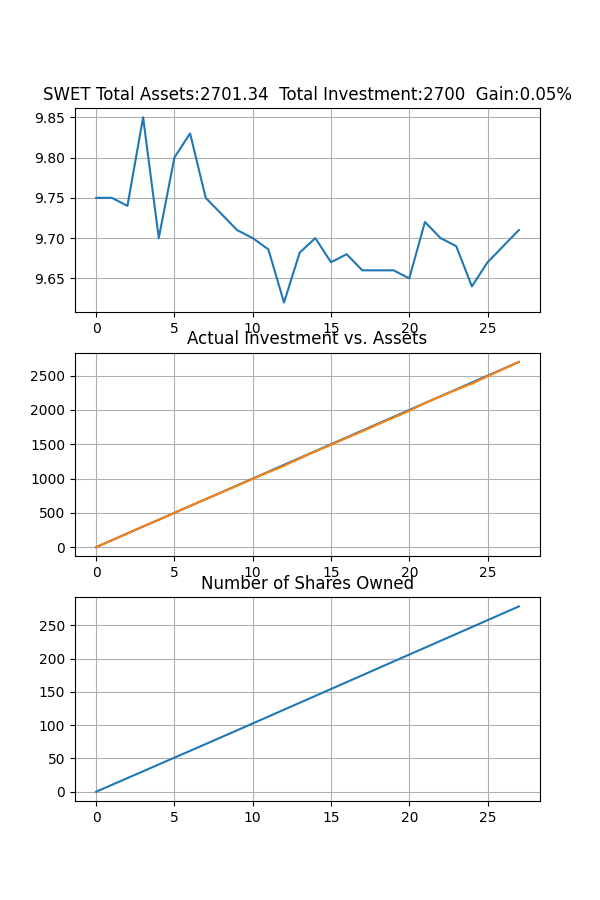 SWET Total Assets:2701.34  Total Investment:2700  Gain:0.05%
9.85
9.80
9.75
9.70
9.65
0 5 10 15 20 25
Actual Investment vs. Assets
2500
2000
1500
1000
500
0
0 5 10 15 20 25
Number of Shares Owned
250
200
150
100
50
0
0 5 10 15 20 25